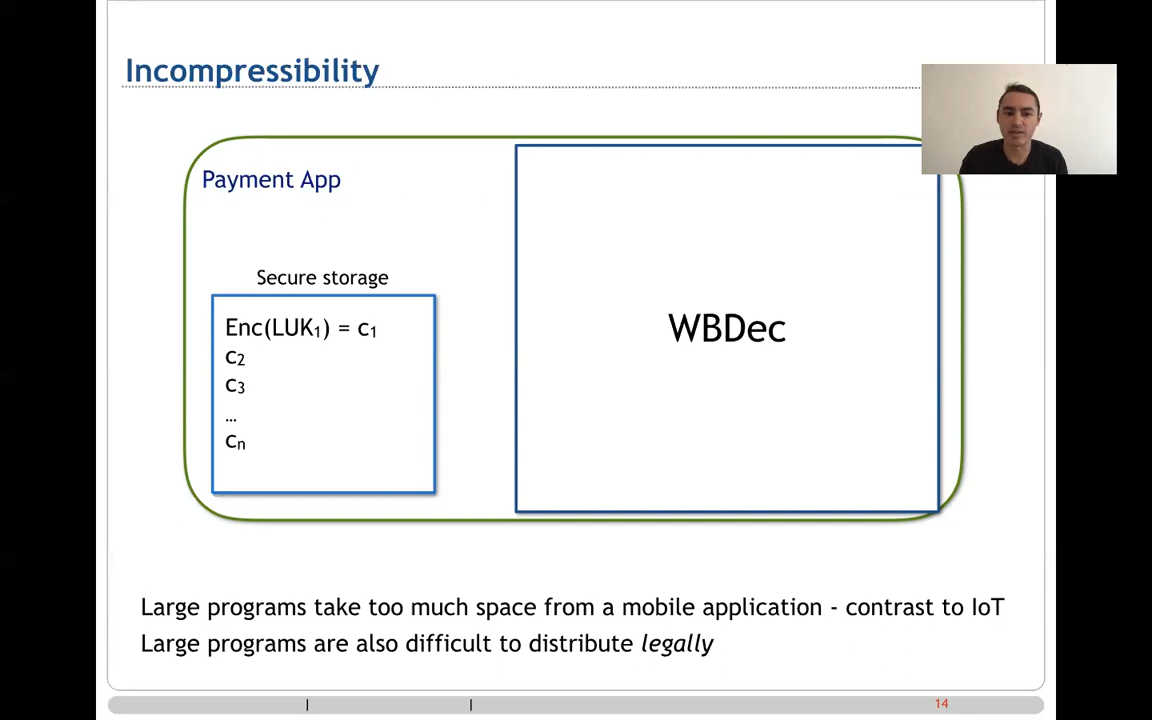 Incompressibility
Payment App
Secure storage
Enc(LUK₁) = c₁
c₂
c₃
...
cₙ
WBDec
Large programs take too much space from a mobile application - contrast to IoT
Large programs are also difficult to distribute legally
14